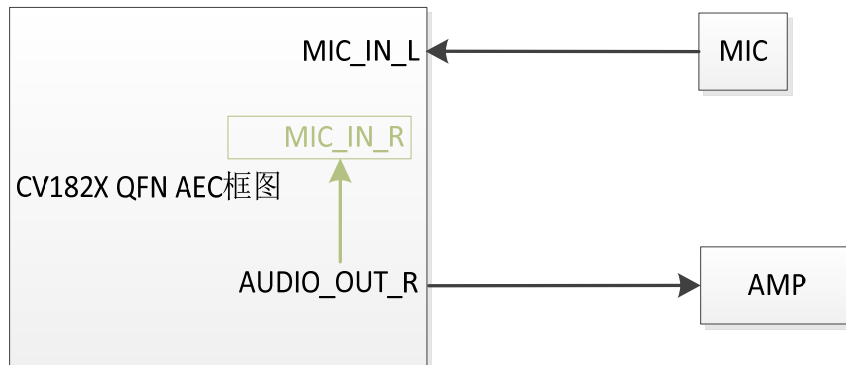 MIC_IN_L
MIC
MIC_IN_R
CV182X QFN AEC框图
AUDIO_OUT_R
AMP